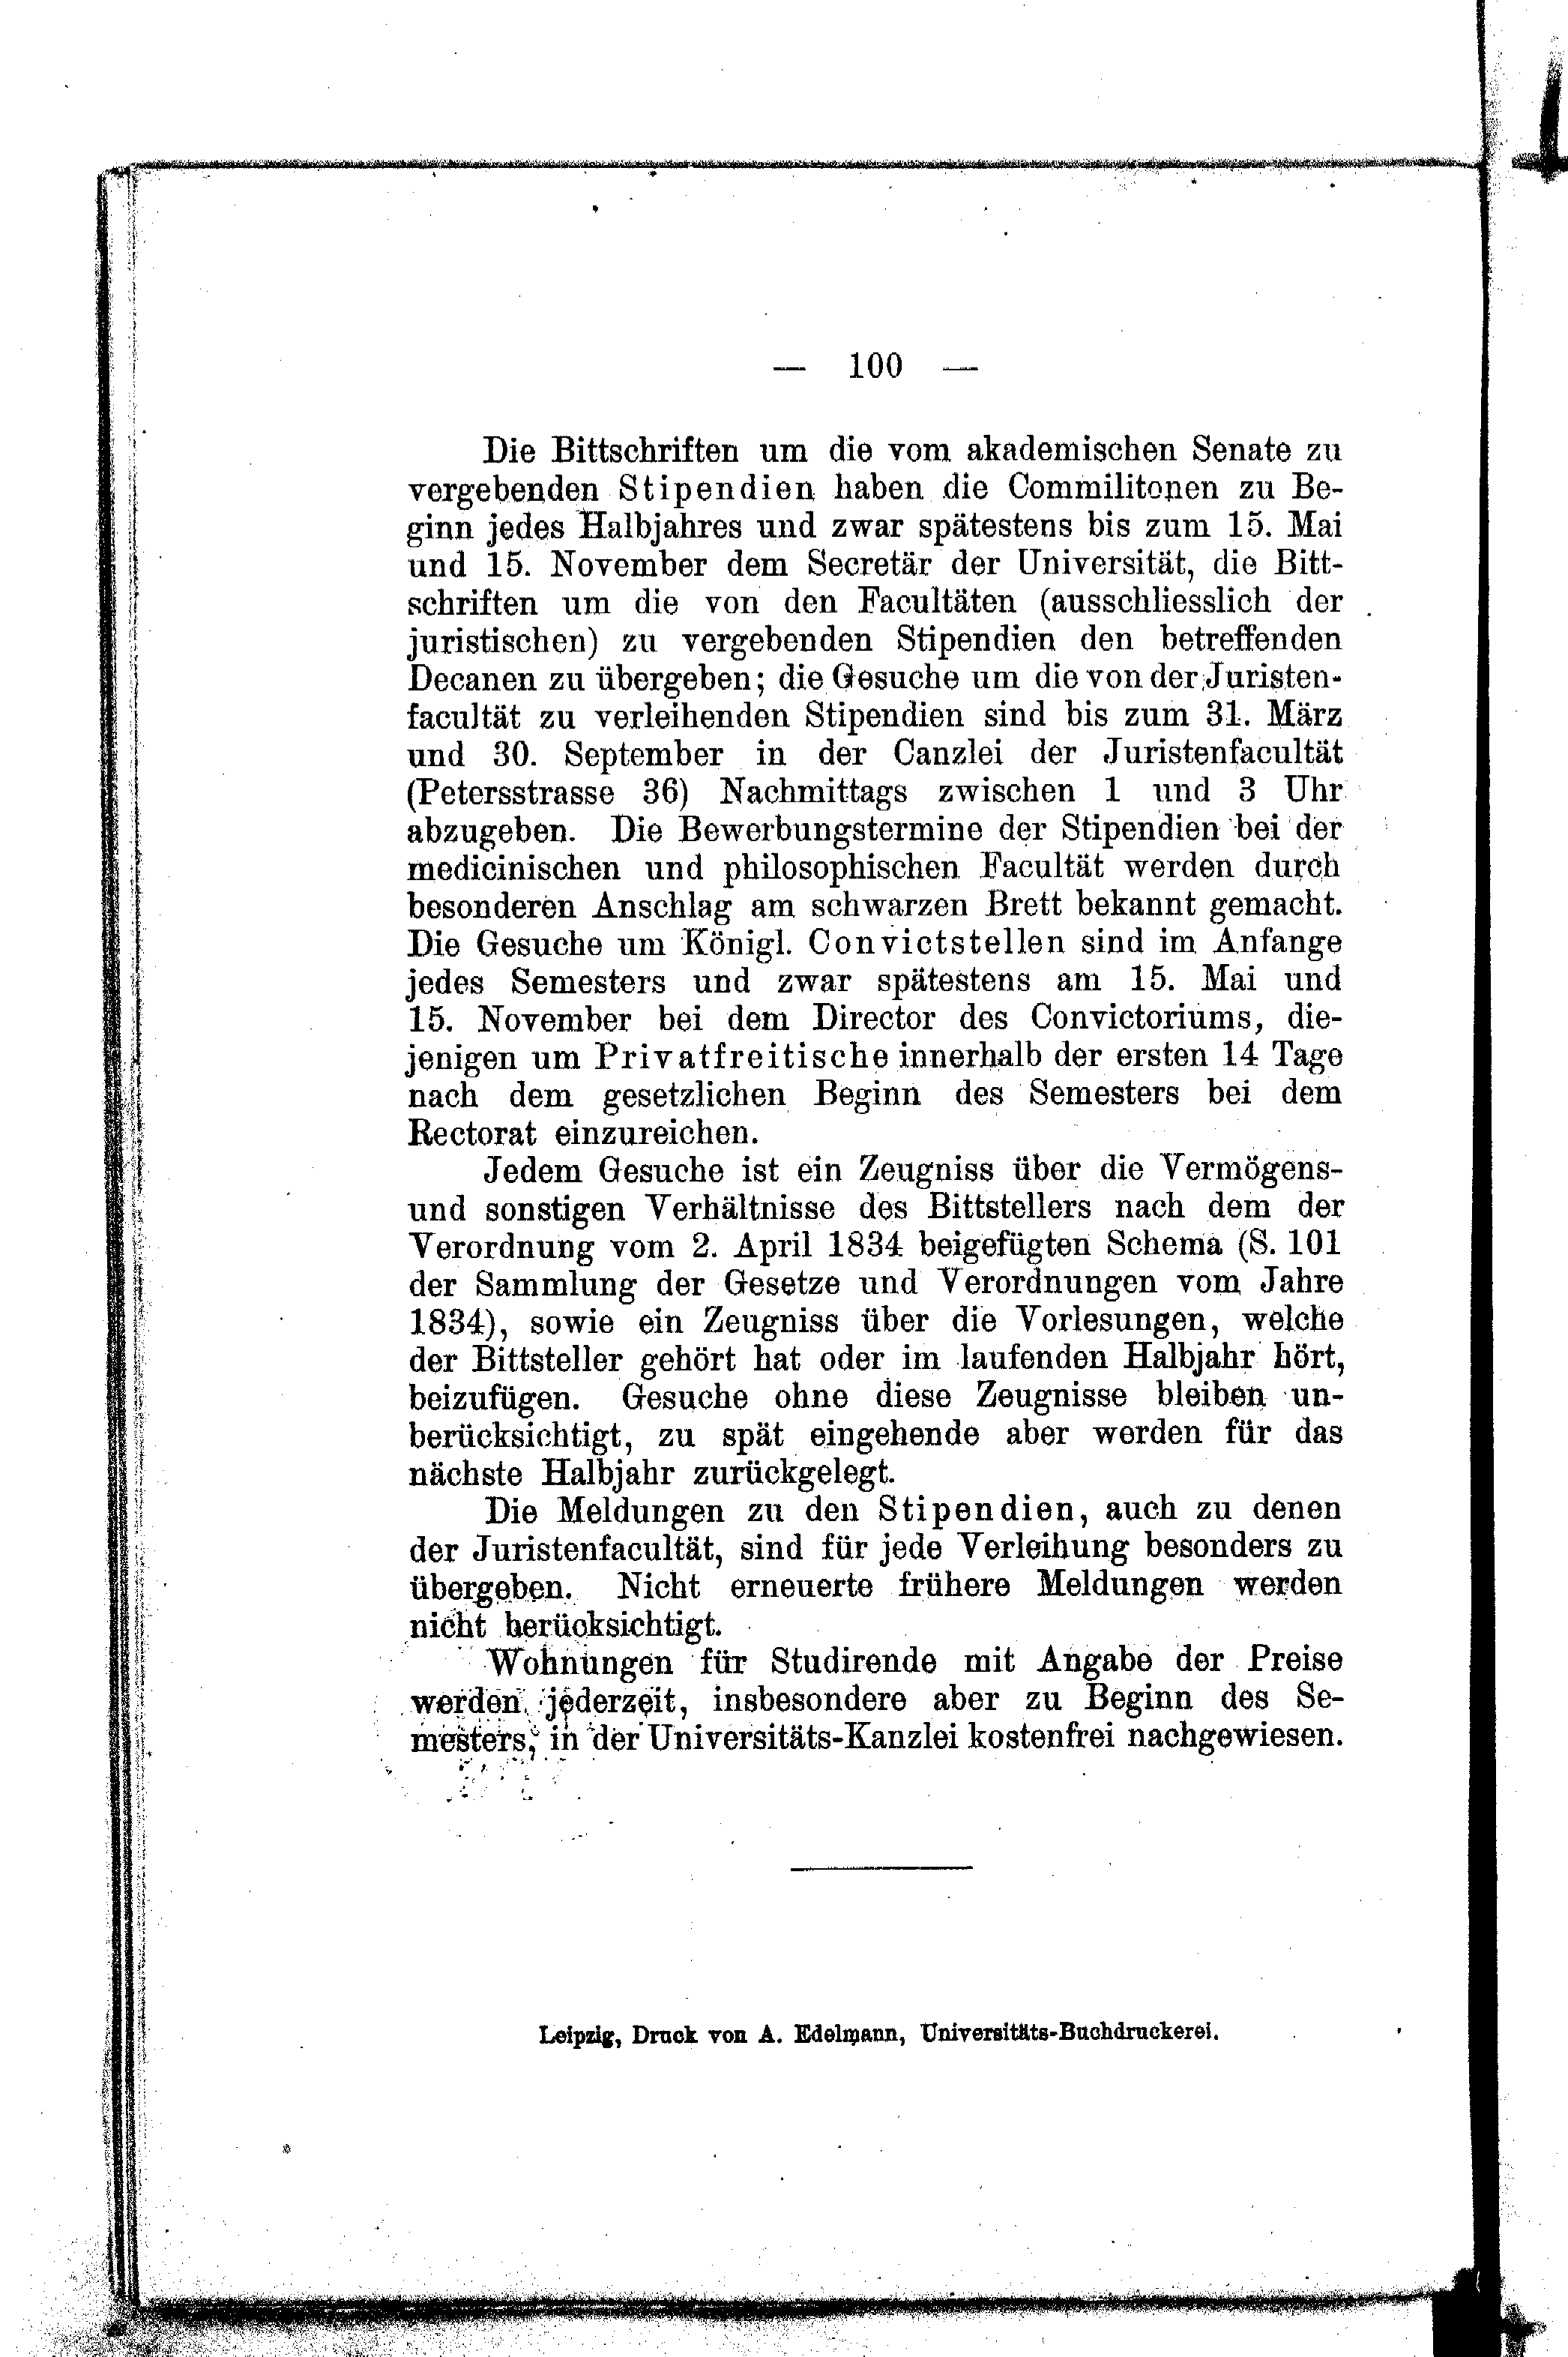 — 100 —
Die Bittschriften um die vom akademischen Senate zu
vergebenden Stipendien haben die Commilitonen zu Be-
ginn jedes Halbjahres und zwar spätestens bis zum 15. Mai
und 15. November dem Secretär der Universität, die Bitt-
schriften um die von den Facultäten (ausschliesslich der
juristischen) zu vergebenden Stipendien den betreffenden
Decanen zu übergeben; die Gesuche um die von der Juristen-
facultät zu verleihenden Stipendien sind bis zum 31. März
und 30. September in der Canzlei der Juristenfacultät
(Petersstrasse 36) Nachmittags zwischen 1 und 3 Uhr
abzugeben. Die Bewerbungstermine der Stipendien bei der
medicinischen und philosophischen Facultät werden durch
besonderen Anschlag am schwarzen Brett bekannt gemacht.
Die Gesuche um Königl. Convictstellen sind im Anfange
jedes Semesters und zwar spätestens am 15. Mai und
15. November bei dem Director des Convictoriums, die-
jenigen um Privatfreitische innerhalb der ersten 14 Tage
nach dem gesetzlichen Beginn des Semesters bei dem
Rectorat einzureichen.
Jedem Gesuche ist ein Zeugniss über die Vermögens-
und sonstigen Verhältnisse des Bittstellers nach dem der
Verordnung vom 2. April 1834 beigefügten Schema (S. 101
der Sammlung der Gesetze und Verordnungen vom Jahre
1834), sowie ein Zeugniss über die Vorlesungen, welche
der Bittsteller gehört hat oder im laufenden Halbjahr hört,
beizufügen. Gesuche ohne diese Zeugnisse bleiben un-
berücksichtigt, zu spät eingehende aber werden für das
nächste Halbjahr zurückgelegt.
Die Meldungen zu den Stipendien, auch zu denen
der Juristenfacultät, sind für jede Verleihung besonders zu
übergeben. Nicht erneuerte frühere Meldungen werden
nicht berücksichtigt.
Wohnungen für Studirende mit Angabe der Preise
werden jederzeit, insbesondere aber zu Beginn des Se-
mesters, in der Universitäts-Kanzlei kostenfrei nachgewiesen.
Leipzig, Druck von A. Edelmann, Universitäts-Buchdruckerei.